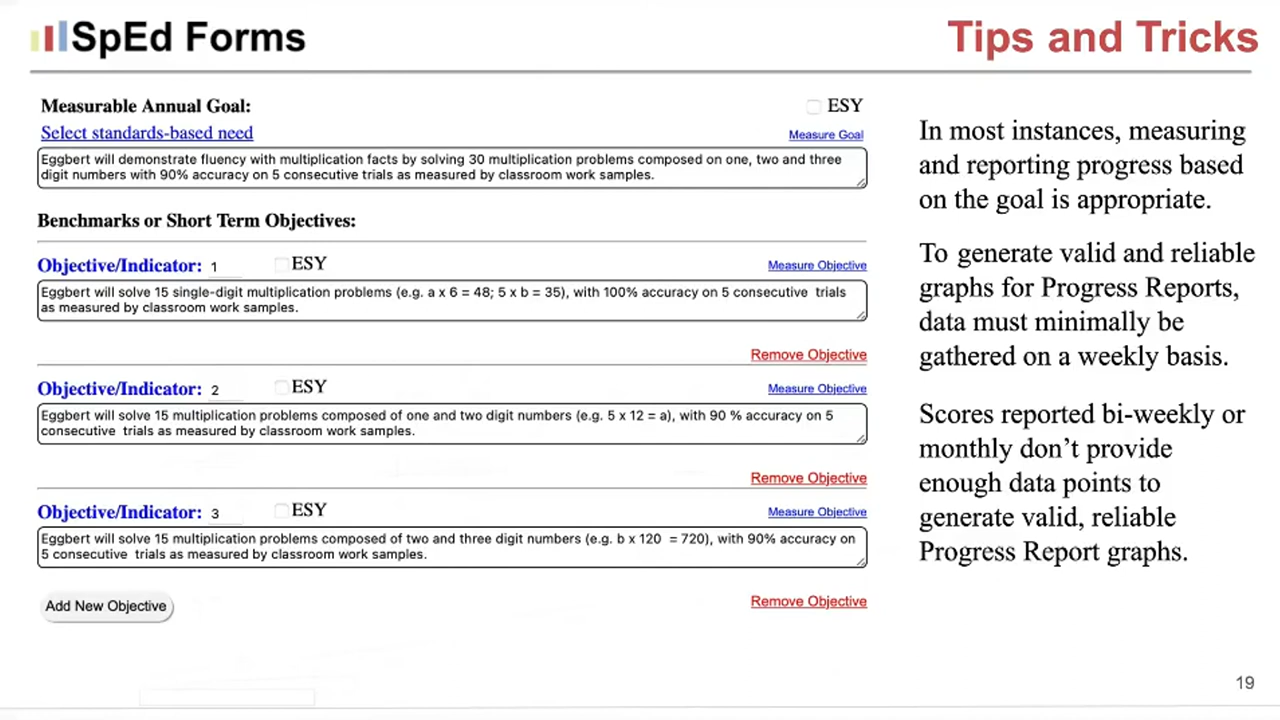 SpEd Forms
Tips and Tricks
Measurable Annual Goal:
ESY
Select standards-based need
Measure Goal
Eggbert will demonstrate fluency with multiplication facts by solving 30 multiplication problems composed on one, two and three
digit numbers with 90% accuracy on 5 consecutive trials as measured by classroom work samples.
Benchmarks or Short Term Objectives:
Objective/Indicator: 1
ESY
Measure Objective
Eggbert will solve 15 single-digit multiplication problems (e.g. a x 6 = 48; 5 x b = 35), with 100% accuracy on 5 consecutive  trials
as measured by classroom work samples.
Remove Objective
Objective/Indicator: 2
ESY
Measure Objective
Eggbert will solve 15 multiplication problems composed of one and two digit numbers (e.g. 5 x 12 = a), with 90 % accuracy on 5
consecutive  trials as measured by classroom work samples.
Remove Objective
Objective/Indicator: 3
ESY
Measure Objective
Eggbert will solve 15 multiplication problems composed of two and three digit numbers (e.g. b x 120  = 720), with 90% accuracy on
5 consecutive  trials as measured by classroom work samples.
Add New Objective
Remove Objective
In most instances, measuring
and reporting progress based
on the goal is appropriate.
To generate valid and reliable
graphs for Progress Reports,
data must minimally be
gathered on a weekly basis.
Scores reported bi-weekly or
monthly don’t provide
enough data points to
generate valid, reliable
Progress Report graphs.
19